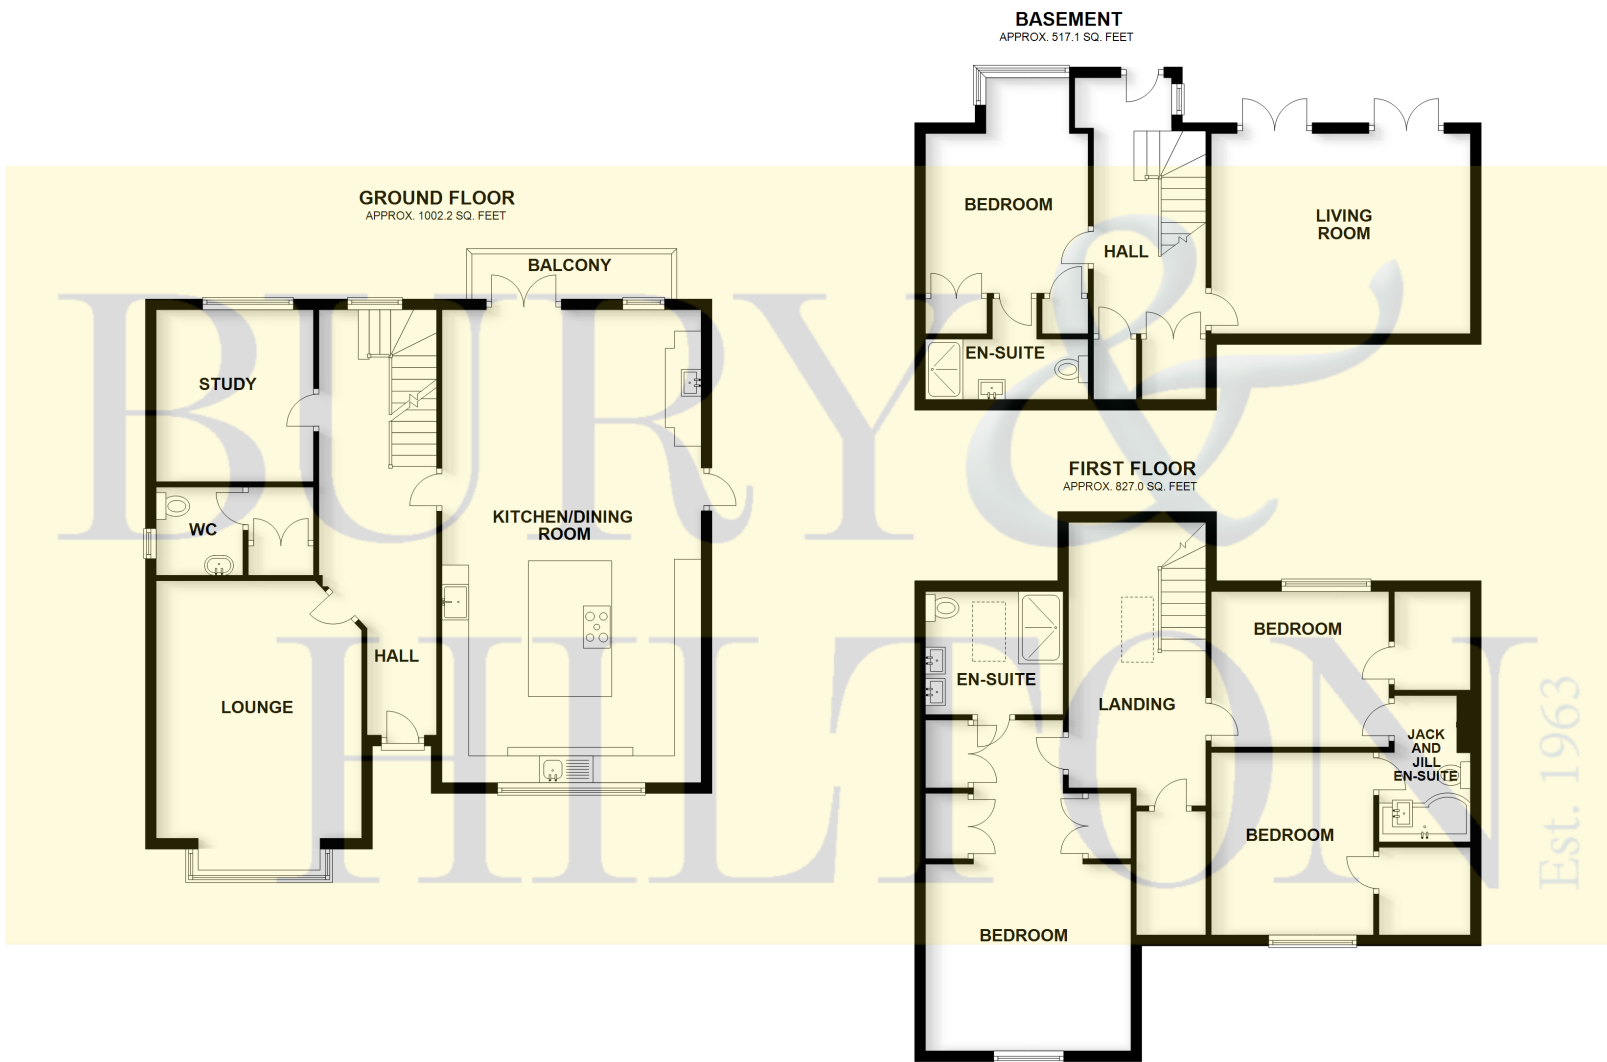 BASEMENT
APPROX. 517.1 SQ. FEET
BEDROOM
HALL
LIVING
ROOM
EN-SUITE
GROUND FLOOR
APPROX. 1002.2 SQ. FEET
BALCONY
STUDY
WC
KITCHEN/DINING
ROOM
HALL
LOUNGE
FIRST FLOOR
APPROX. 827.0 SQ. FEET
EN-SUITE
LANDING
BEDROOM
JACK
AND
JILL
EN-SUITE
BEDROOM
BEDROOM
BURY &
HILTON
Est. 1963